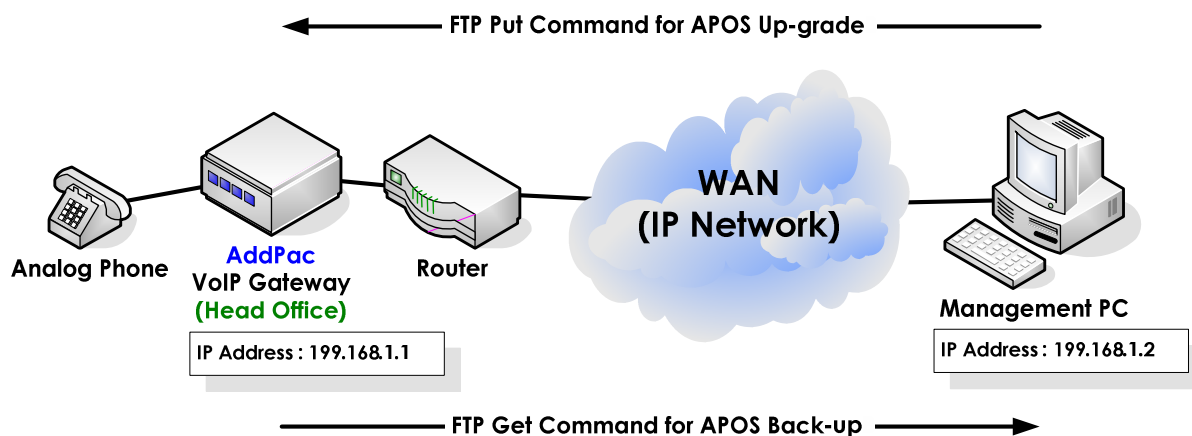 FTP Put Command for APOS Up-grade
WAN
(IP Network)
Analog Phone
AddPac
VoIP Gateway
(Head Office)
IP Address : 199.168.1.1
Router
Management PC
IP Address : 199.168.1.2
FTP Get Command for APOS Back-up